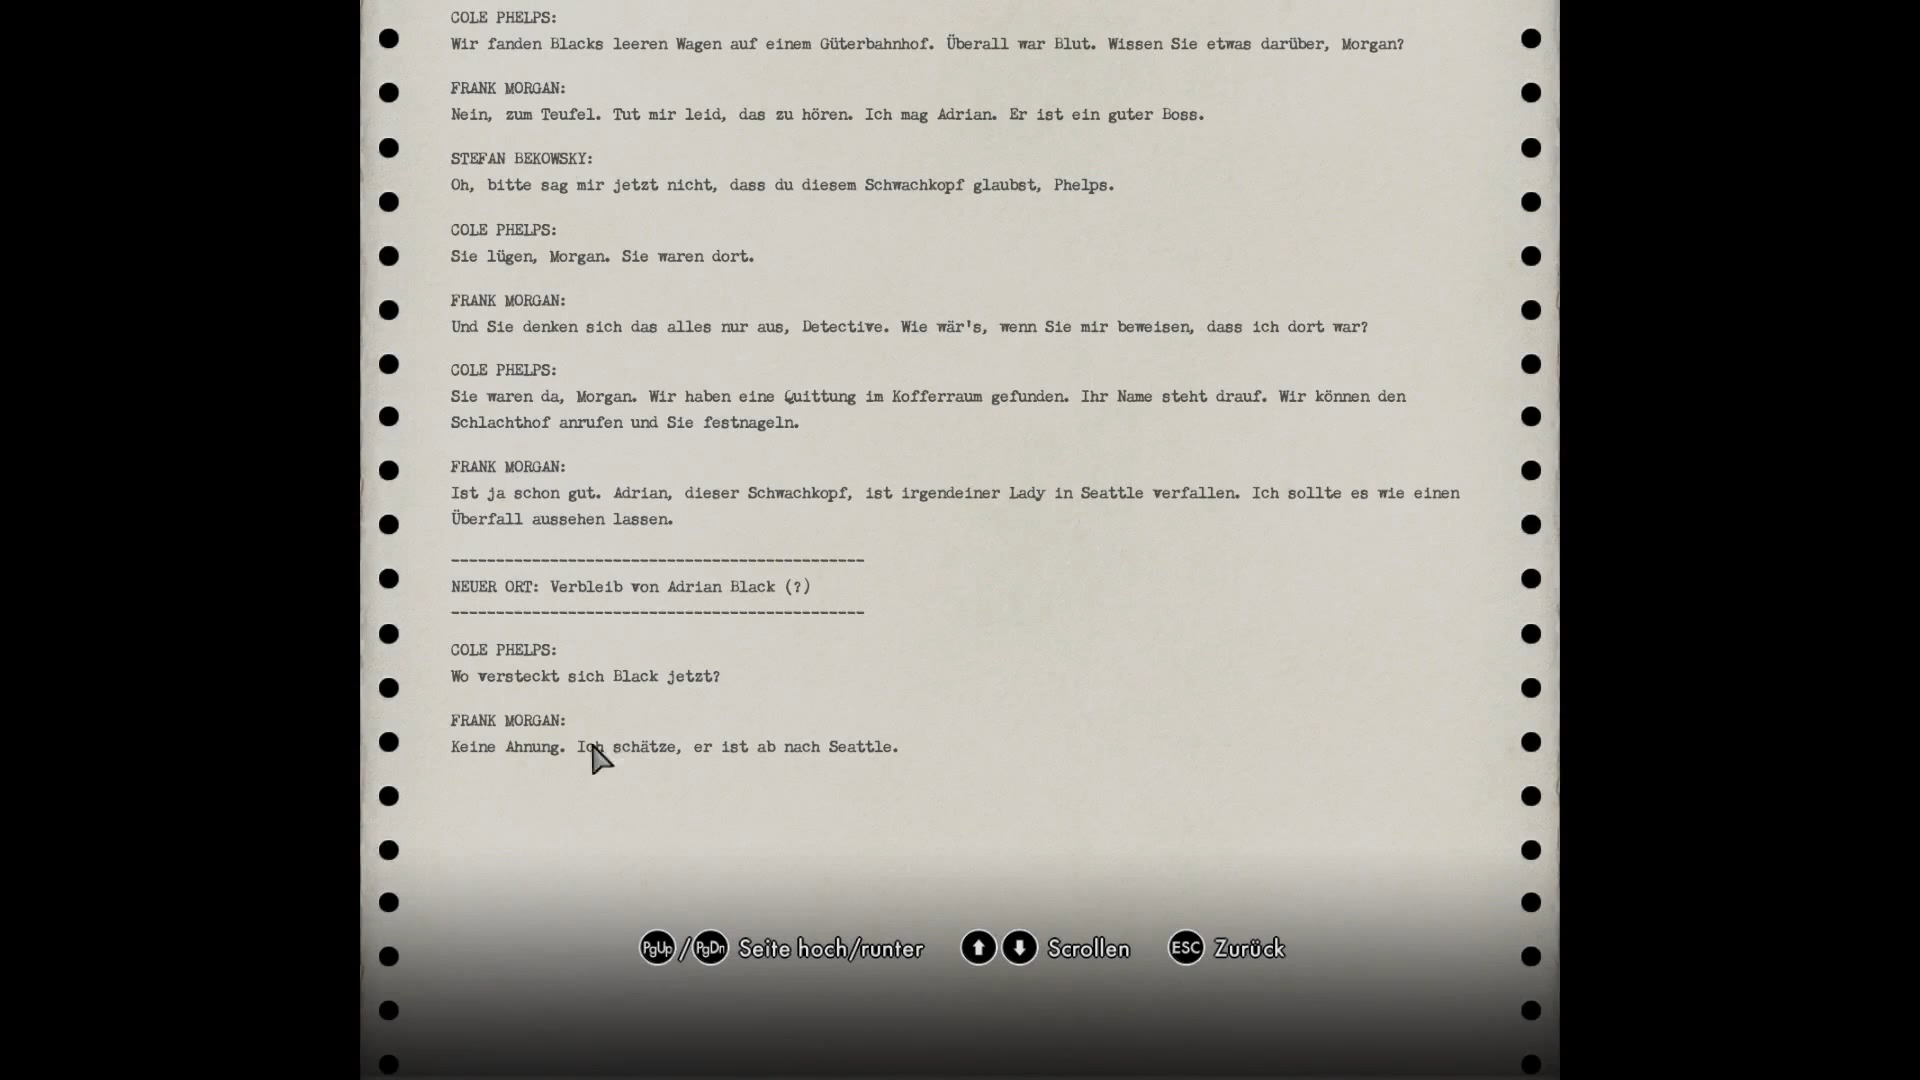 COLE PHELPS:
Wir fanden Blacks leeren Wagen auf einem Güterbahnhof. Überall war Blut. Wissen Sie etwas darüber, Morgan?
FRANK MORGAN:
Nein, zum Teufel. Tut mir leid, das zu hören. Ich mag Adrian. Er ist ein guter Boss.
STEFAN BEKOWSKY:
Oh, bitte sag mir jetzt nicht, dass du diesem Schwachkopf glaubst, Phelps.
COLE PHELPS:
Sie lügen, Morgan. Sie waren dort.
FRANK MORGAN:
Und Sie denken sich das alles nur aus, Detective. Wie wär's, wenn Sie mir beweisen, dass ich dort war?
COLE PHELPS:
Sie waren da, Morgan. Wir haben eine Quittung im Kofferraum gefunden. Ihr Name steht drauf. Wir können den
Schlachthof anrufen und Sie festnageln.
FRANK MORGAN:
Ist ja schon gut. Adrian, dieser Schwachkopf, ist irgendeiner Lady in Seattle verfallen. Ich sollte es wie einen
Überfall aussehen lassen.
----------------------------------------------
NEUER ORT: Verbleib von Adrian Black (?)
----------------------------------------------
COLE PHELPS:
Wo versteckt sich Black jetzt?
FRANK MORGAN:
Keine Ahnung. Ich schätze, er ist ab nach Seattle.
PgUp/PgDn Seite hoch/runter ⬆ ⬇ Scrollen ESC Zurück